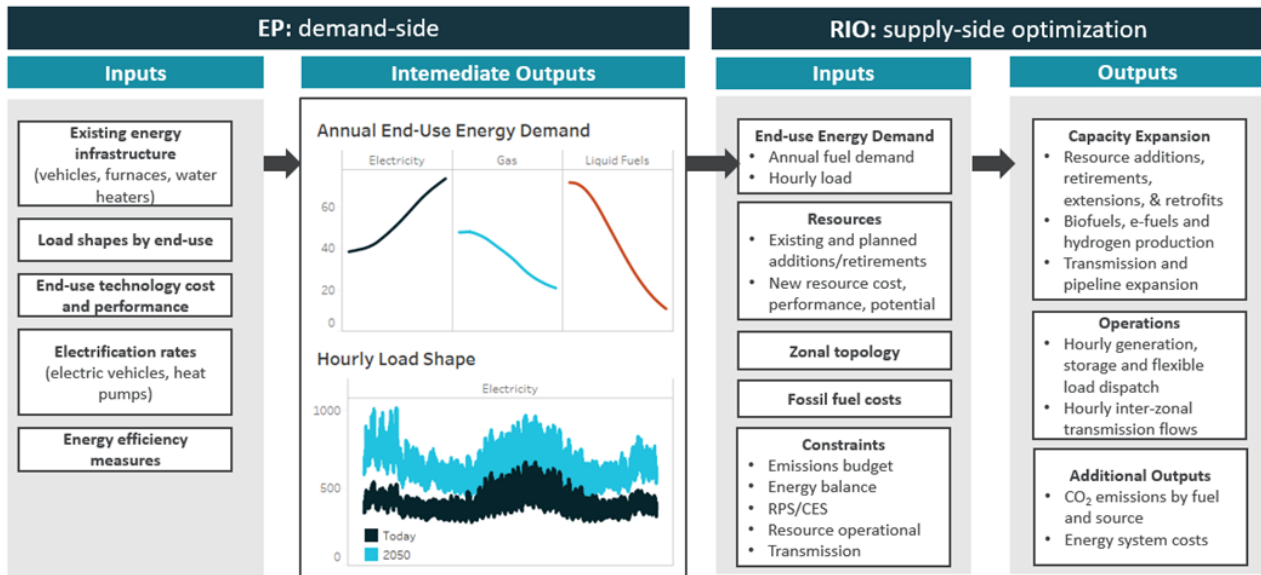 EP: demand-side
Inputs
Existing energy
infrastructure
(vehicles, furnaces, water
heaters)
Load shapes by end-use
End-use technology cost
and performance
Electrification rates
(electric vehicles, heat
pumps)
Energy efficiency
measures
Intemediate Outputs
Annual End-Use Energy Demand
Electricity
Gas
Liquid Fuels
60
40
20
0
Hourly Load Shape
Electricity
1000
500
0
Today
2050
RIO: supply-side optimization
Inputs
End-use Energy Demand
• Annual fuel demand
• Hourly load
Resources
• Existing and planned
additions/retirements
• New resource cost,
performance, potential
Zonal topology
Fossil fuel costs
Constraints
• Emissions budget
• Energy balance
• RPS/CES
• Resource operational
• Transmission
Outputs
Capacity Expansion
• Resource additions,
retirements,
extensions, & retrofits
• Biofuels, e-fuels and
hydrogen production
• Transmission and
pipeline expansion
Operations
• Hourly generation,
storage and flexible
load dispatch
• Hourly inter-zonal
transmission flows
Additional Outputs
• CO₂ emissions by fuel
and source
• Energy system costs